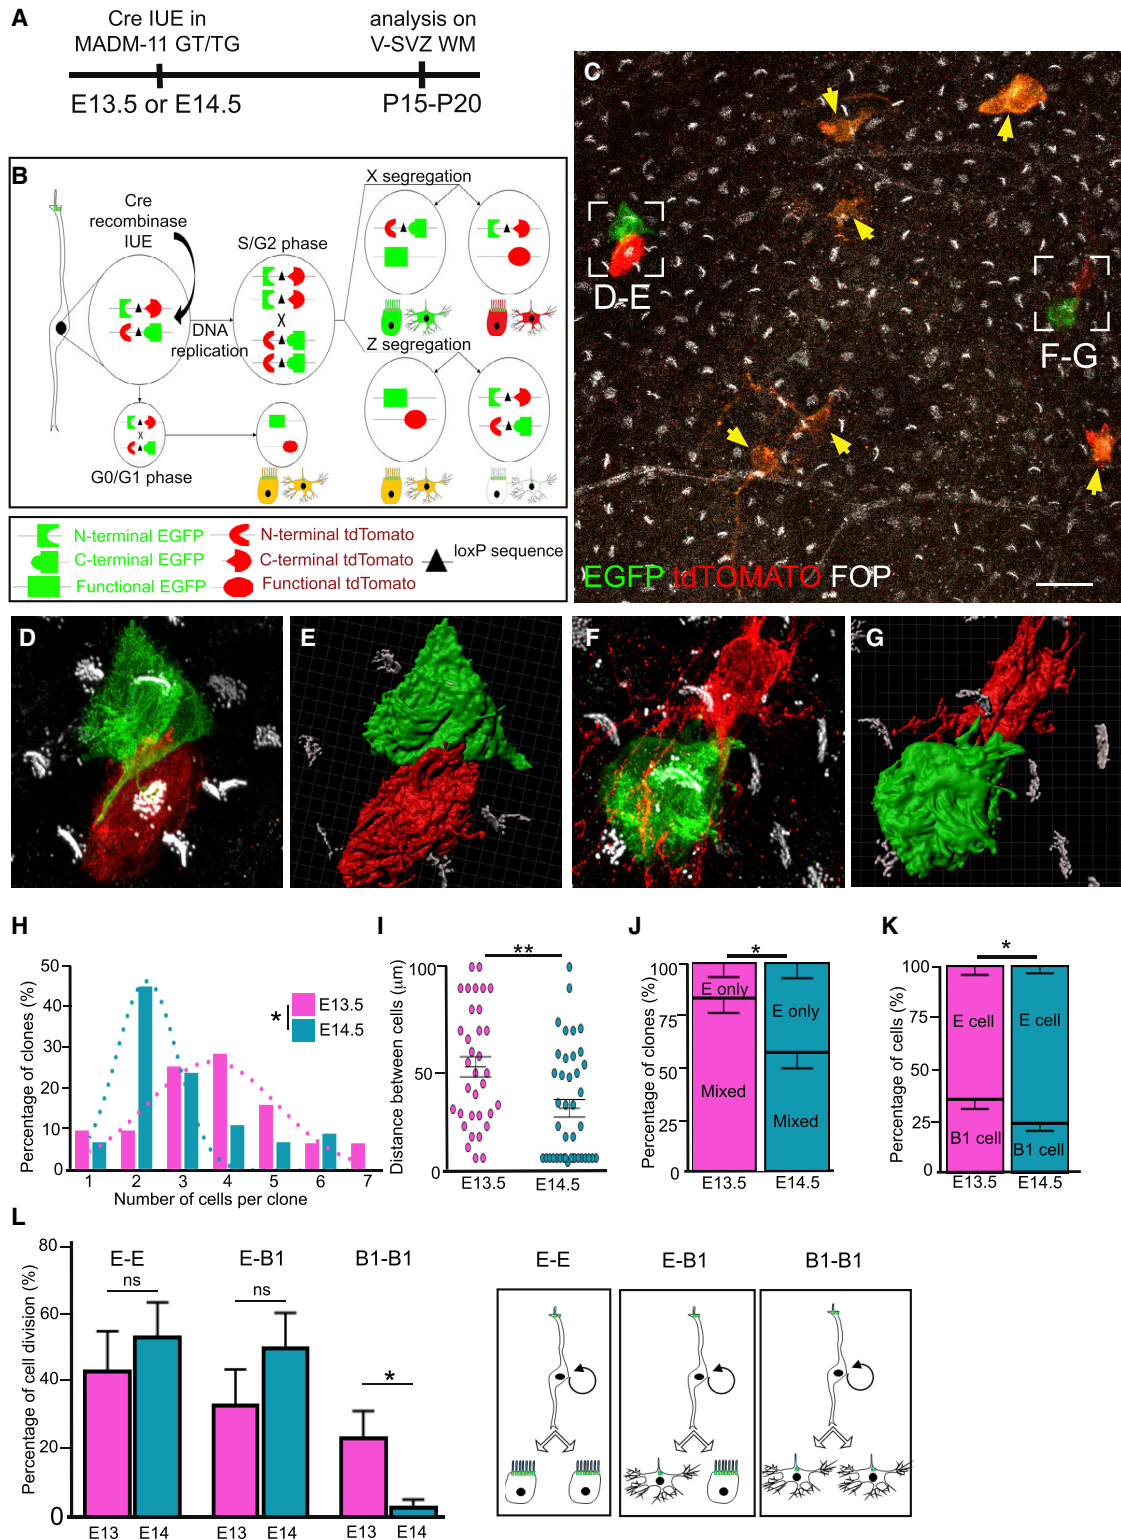 A
Cre IUE in
MADM-11 GT/TG
analysis on
V-SVZ WM
E13.5 or E14.5
P15-P20
B
Cre
recombinase
IUE
S/G2 phase
X
DNA
replication
X segregation
Z segregation
X
G0/G1 phase
N-terminal EGFP
N-terminal tdTomato
C-terminal EGFP
C-terminal tdTomato
loxP sequence
Functional EGFP
Functional tdTomato
C
D-E
F-G
EGFP tdTOMATO FOP
D
E
F
G
H
Percentage of clones (%)
50
40
30
20
10
0
E13.5
E14.5
*
1 2 3 4 5 6 7
Number of cells per clone
I
**
Distance between cells (µm)
100
50
0
E13.5
E14.5
J
*
Percentage of clones (%)
100
75
50
25
0
E only
E only
Mixed
Mixed
E13.5 E14.5
K
*
Percentage of cells (%)
100
75
50
25
0
E cell
E cell
B1 cell
B1 cell
E13.5 E14.5
L
Percentage of cell division (%)
80
60
40
20
0
E-E
E-B1
B1-B1
ns
ns
*
E13 E14 E13 E14 E13 E14
E-E
E-B1
B1-B1